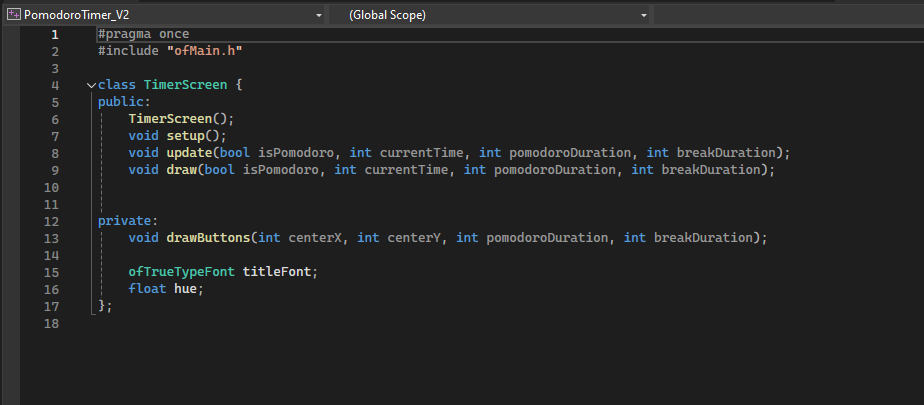 PomodoroTimer_V2 (Global Scope)
1 #pragma once
2 #include "ofMain.h"
3
4 class TimerScreen {
5 public:
6 TimerScreen();
7 void setup();
8 void update(bool isPomodoro, int currentTime, int pomodoroDuration, int breakDuration);
9 void draw(bool isPomodoro, int currentTime, int pomodoroDuration, int breakDuration);
10
11
12 private:
13 void drawButtons(int centerX, int centerY, int pomodoroDuration, int breakDuration);
14
15 ofTrueTypeFont titleFont;
16 float hue;
17 };
18